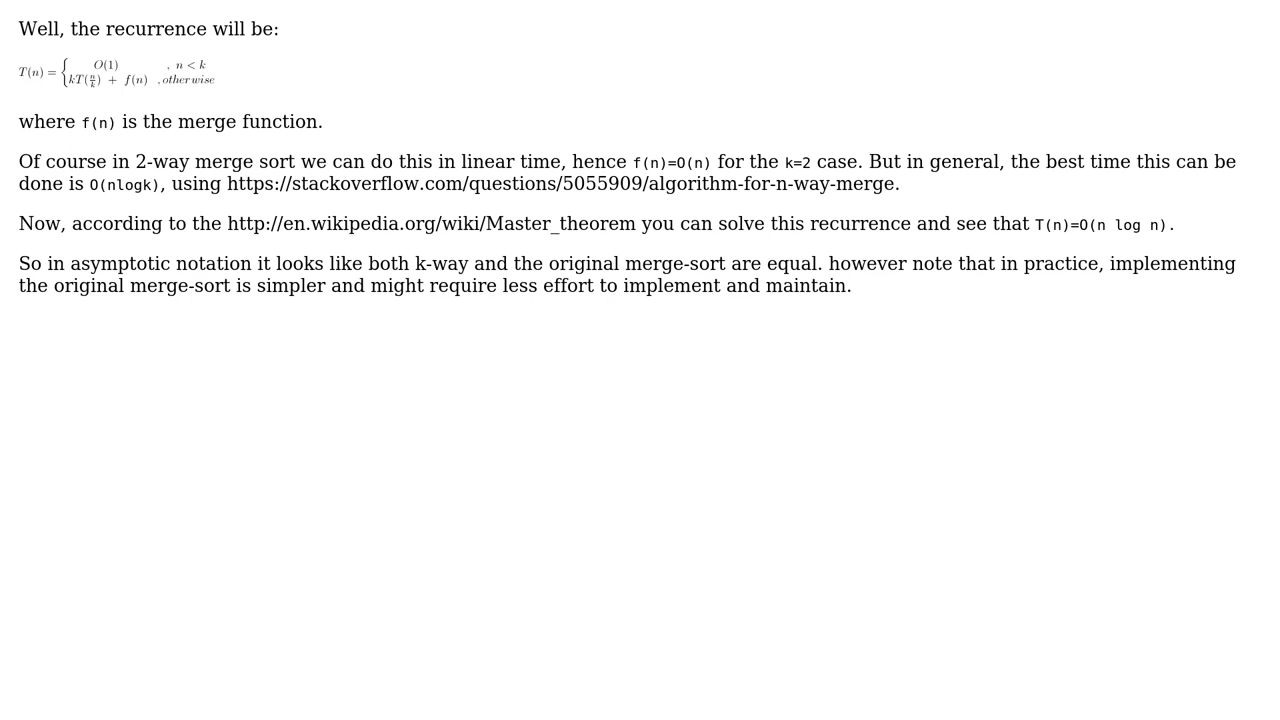 Well, the recurrence will be:
T(n) = { O(1) , n < k
kT(n/k) + f(n) , otherwise
where f(n) is the merge function.
Of course in 2-way merge sort we can do this in linear time, hence f(n)=O(n) for the k=2 case. But in general, the best time this can be
done is O(nlogk), using https://stackoverflow.com/questions/5055909/algorithm-for-n-way-merge.
Now, according to the http://en.wikipedia.org/wiki/Master_theorem you can solve this recurrence and see that T(n)=O(n log n).
So in asymptotic notation it looks like both k-way and the original merge-sort are equal. however note that in practice, implementing
the original merge-sort is simpler and might require less effort to implement and maintain.